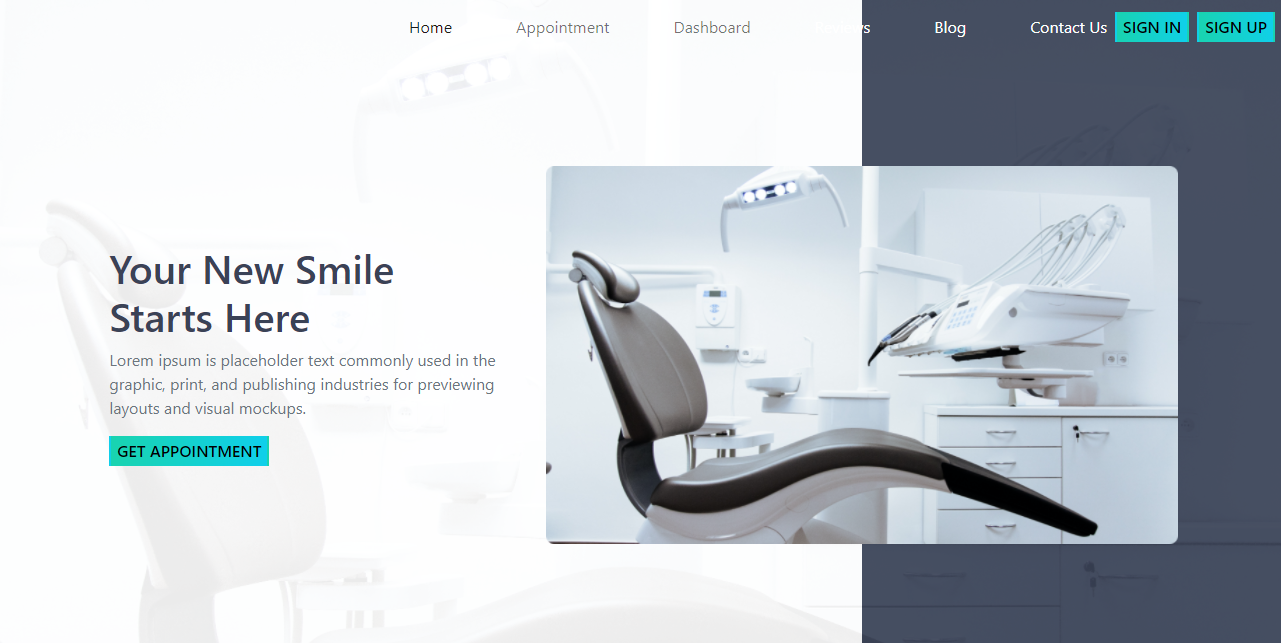 Home Appointment Dashboard Reviews Blog Contact Us SIGN IN SIGN UP
Your New Smile
Starts Here
Lorem ipsum is placeholder text commonly used in the
graphic, print, and publishing industries for previewing
layouts and visual mockups.
GET APPOINTMENT